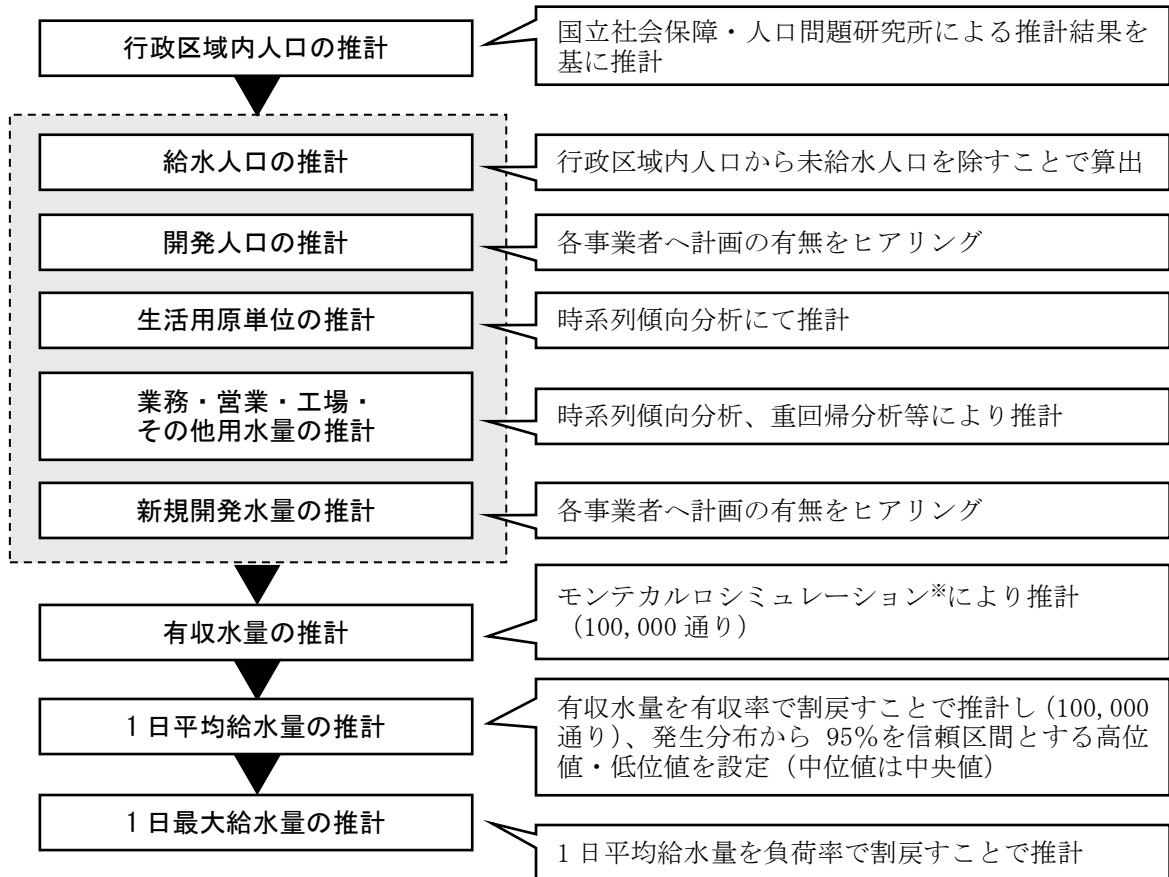 行政区域内人口の推計
国立社会保障・人口問題研究所による推計結果を
基に推計
給水人口の推計
行政区域内人口から未給水人口を除すことで算出
開発人口の推計
各事業者へ計画の有無をヒアリング
生活用原単位の推計
時系列傾向分析にて推計
業務・営業・工場・
その他用水量の推計
時系列傾向分析、重回帰分析等により推計
新規開発水量の推計
各事業者へ計画の有無をヒアリング
有収水量の推計
モンテカルロシミュレーション※により推計
（100,000 通り）
1日平均給水量の推計
有収水量を有収率で割戻すことで推計し（100,000
通り）、発生分布から 95％を信頼区間とする高位
値・低位値を設定（中位値は中央値）
1日最大給水量の推計
1日平均給水量を負荷率で割戻すことで推計